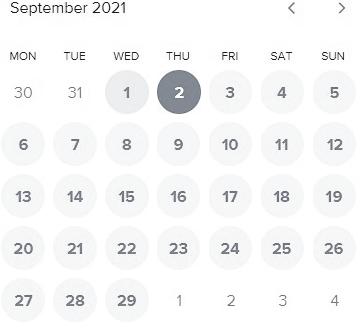 September 2021
MON TUE WED THU FRI SAT SUN
30 31 1 2 3 4 5
6 7 8 9 10 11 12
13 14 15 16 17 18 19
20 21 22 23 24 25 26
27 28 29 1 2 3 4